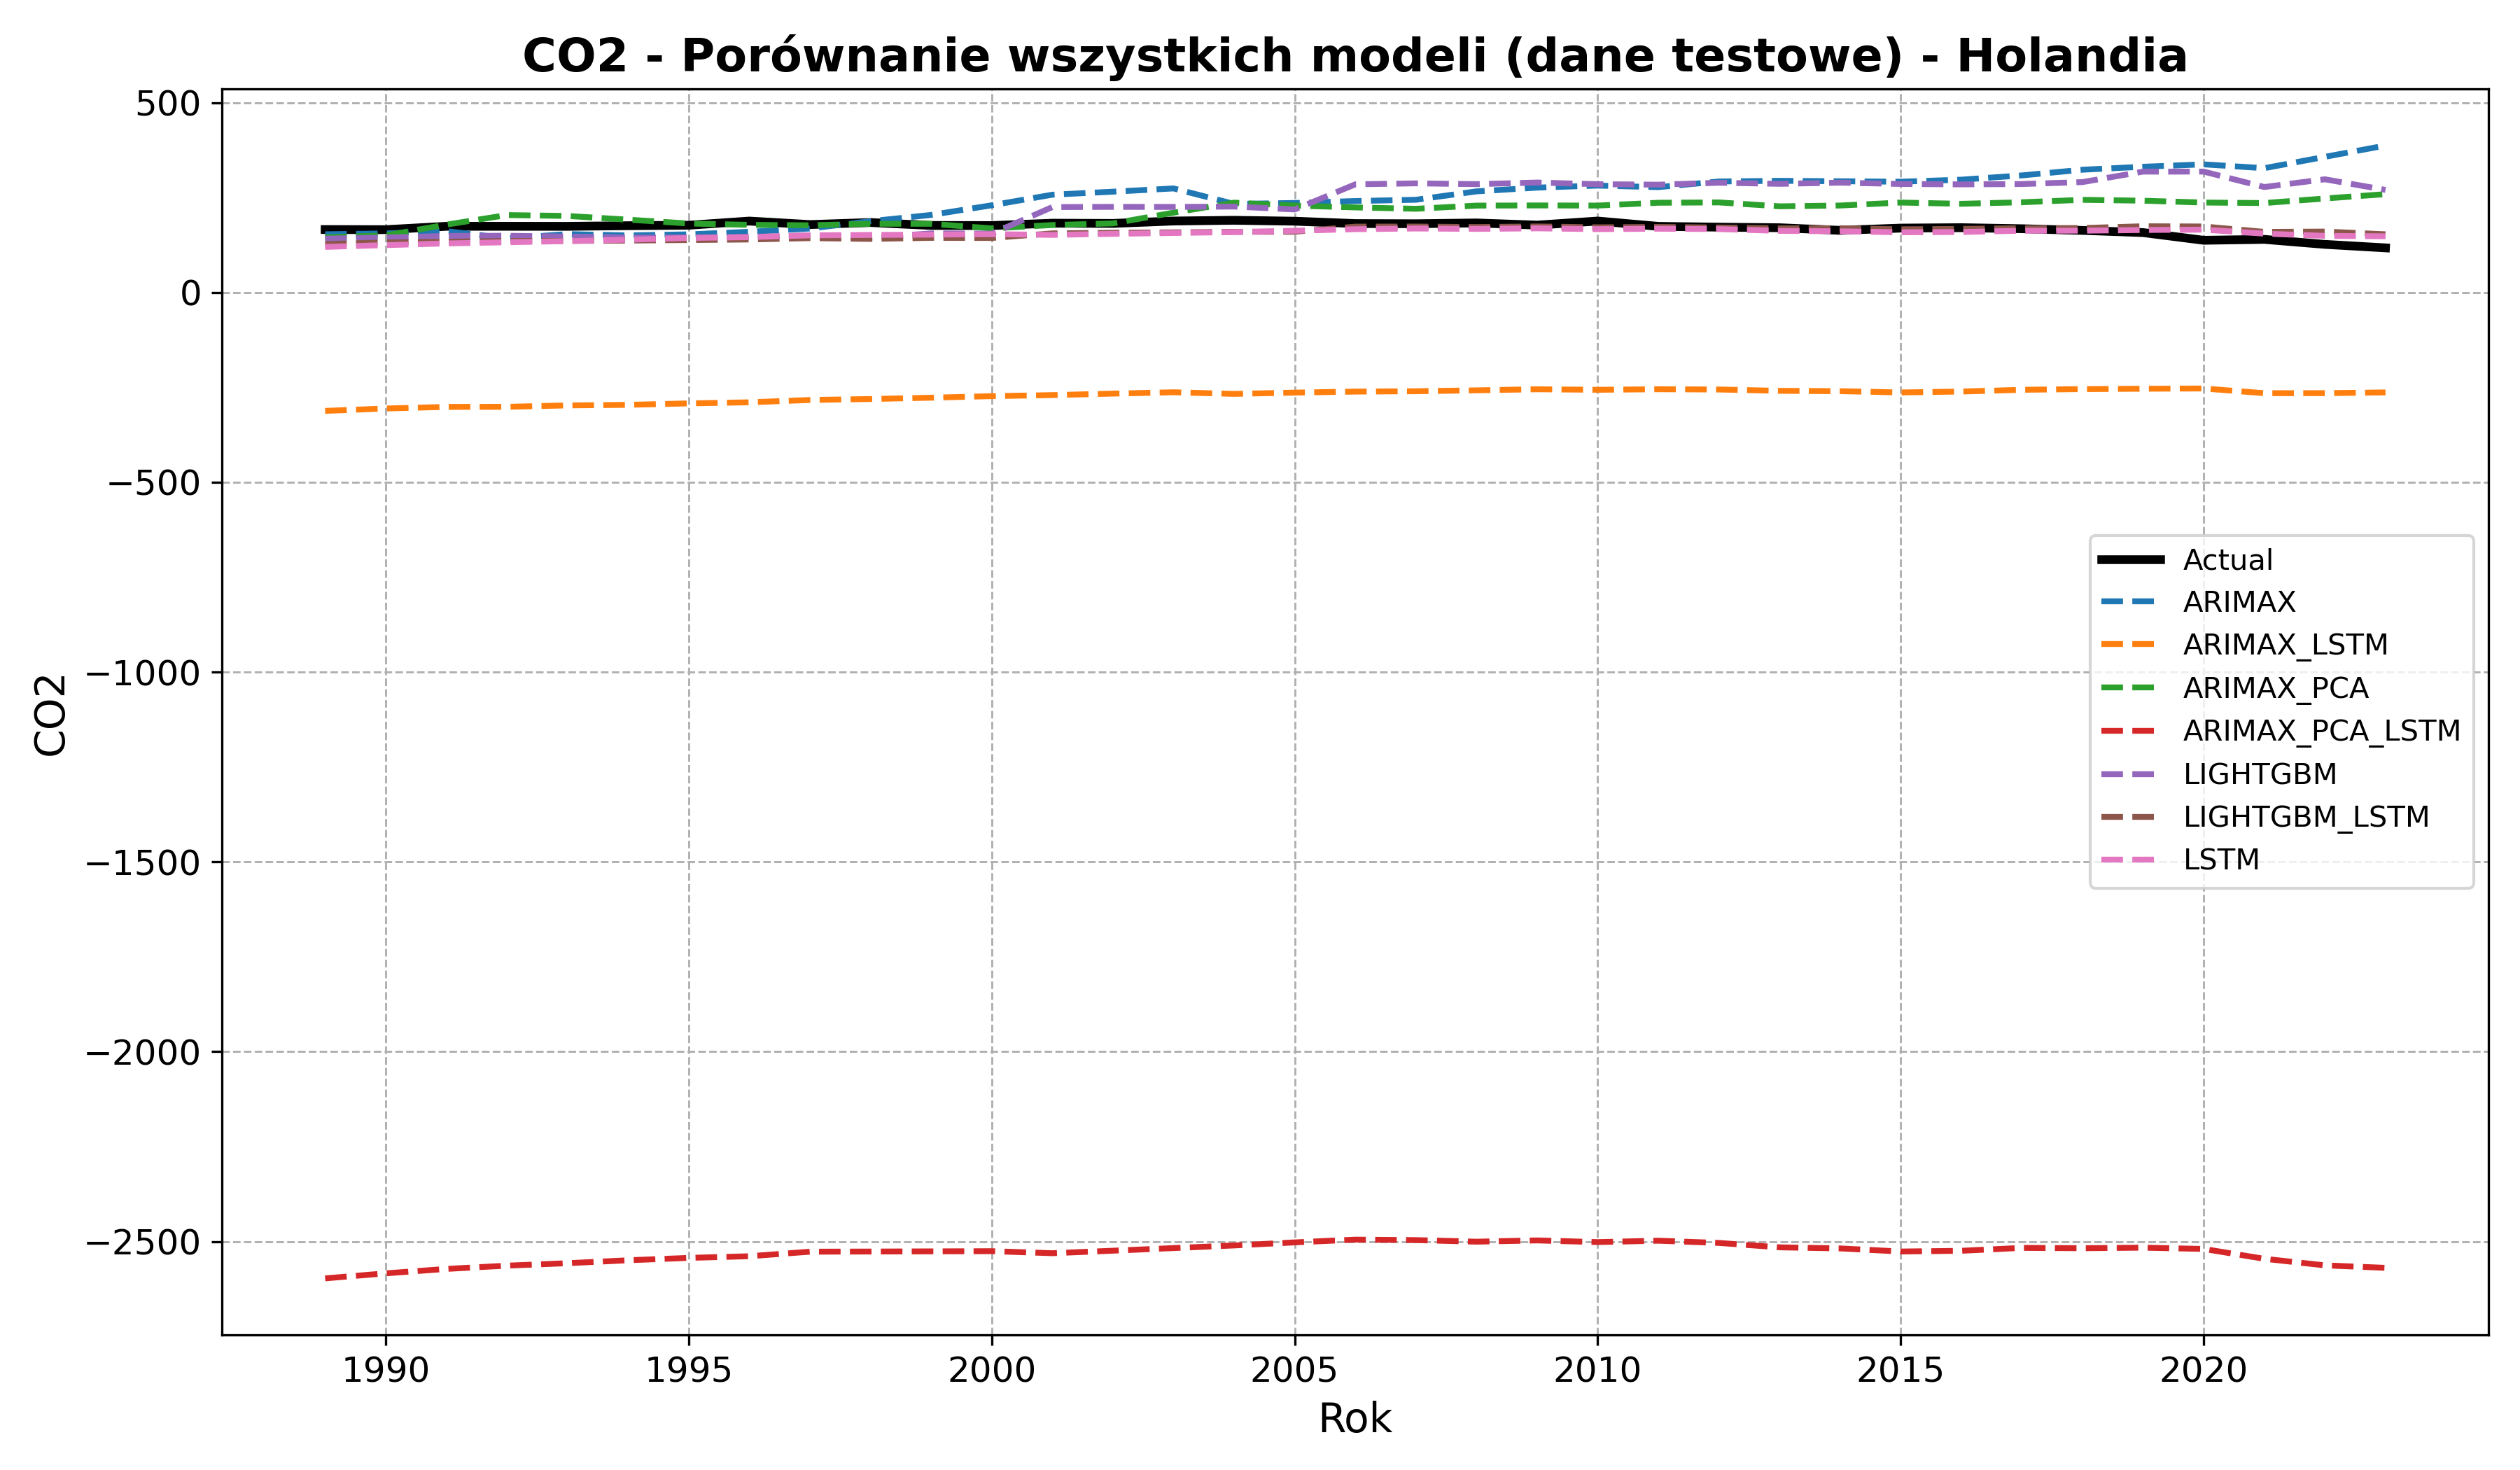 CO2 - Porównanie wszystkich modeli (dane testowe) - Holandia
500
0
−500
−1000
−1500
−2000
−2500
CO2
Actual
ARIMAX
ARIMAX_LSTM
ARIMAX_PCA
ARIMAX_PCA_LSTM
LIGHTGBM
LIGHTGBM_LSTM
LSTM
1990 1995 2000 2005 2010 2015 2020
Rok